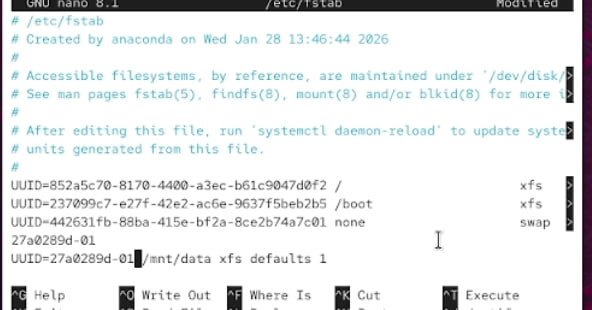 GNU nano 8.1 /etc/fstab Modified
# /etc/fstab
# Created by anaconda on Wed Jan 28 13:46:44 2026
#
# Accessible filesystems, by reference, are maintained under '/dev/disk/>
# See man pages fstab(5), findfs(8), mount(8) and/or blkid(8) for more i>
#
# After editing this file, run 'systemctl daemon-reload' to update syste>
# units generated from this file.
#
UUID=852a5c70-8170-4400-a3ec-b61c9047d0f2 / xfs >
UUID=237099c7-e27f-42e2-ac6e-9637f5beb2b5 /boot xfs >
UUID=442631fb-88ba-415e-bf2a-8ce2b74a7c01 none swap >
27a0289d-01
UUID=27a0289d-01 /mnt/data xfs defaults 1
^G Help ^O Write Out ^F Where Is ^K Cut ^T Execute